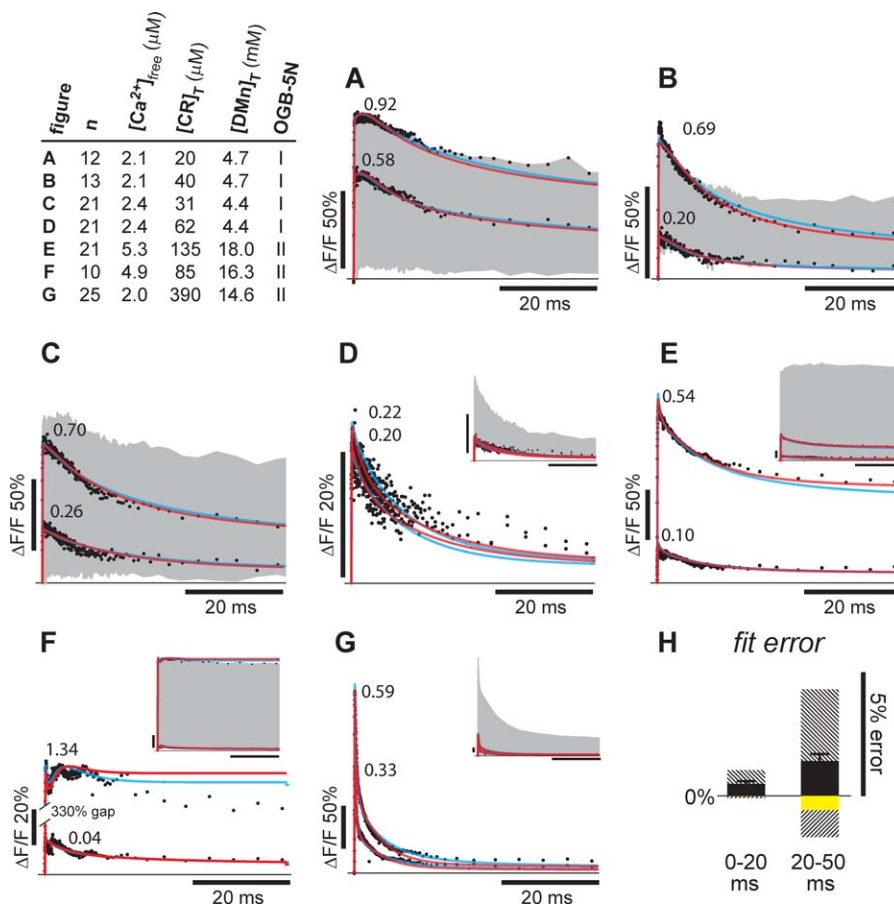 figure n [Ca2+]free (μM) [CR]T (μM) [DMn]T (mM) OGB-5N
A 12 2.1 20 4.7 I
B 13 2.1 40 4.7 I
C 21 2.4 31 4.4 I
D 21 2.4 62 4.4 I
E 21 5.3 135 18.0 II
F 10 4.9 85 16.3 II
G 25 2.0 390 14.6 II
A
0.92
0.58
ΔF/F 50%
20 ms
B
0.69
0.20
ΔF/F 50%
20 ms
C
0.70
0.26
ΔF/F 50%
20 ms
D
0.22
0.20
ΔF/F 20%
20 ms
E
0.54
0.10
ΔF/F 50%
20 ms
F
1.34
330% gap
0.04
ΔF/F 20%
20 ms
G
0.59
0.33
ΔF/F 50%
20 ms
H fit error
5% error
0%
0-20 20-50
ms ms